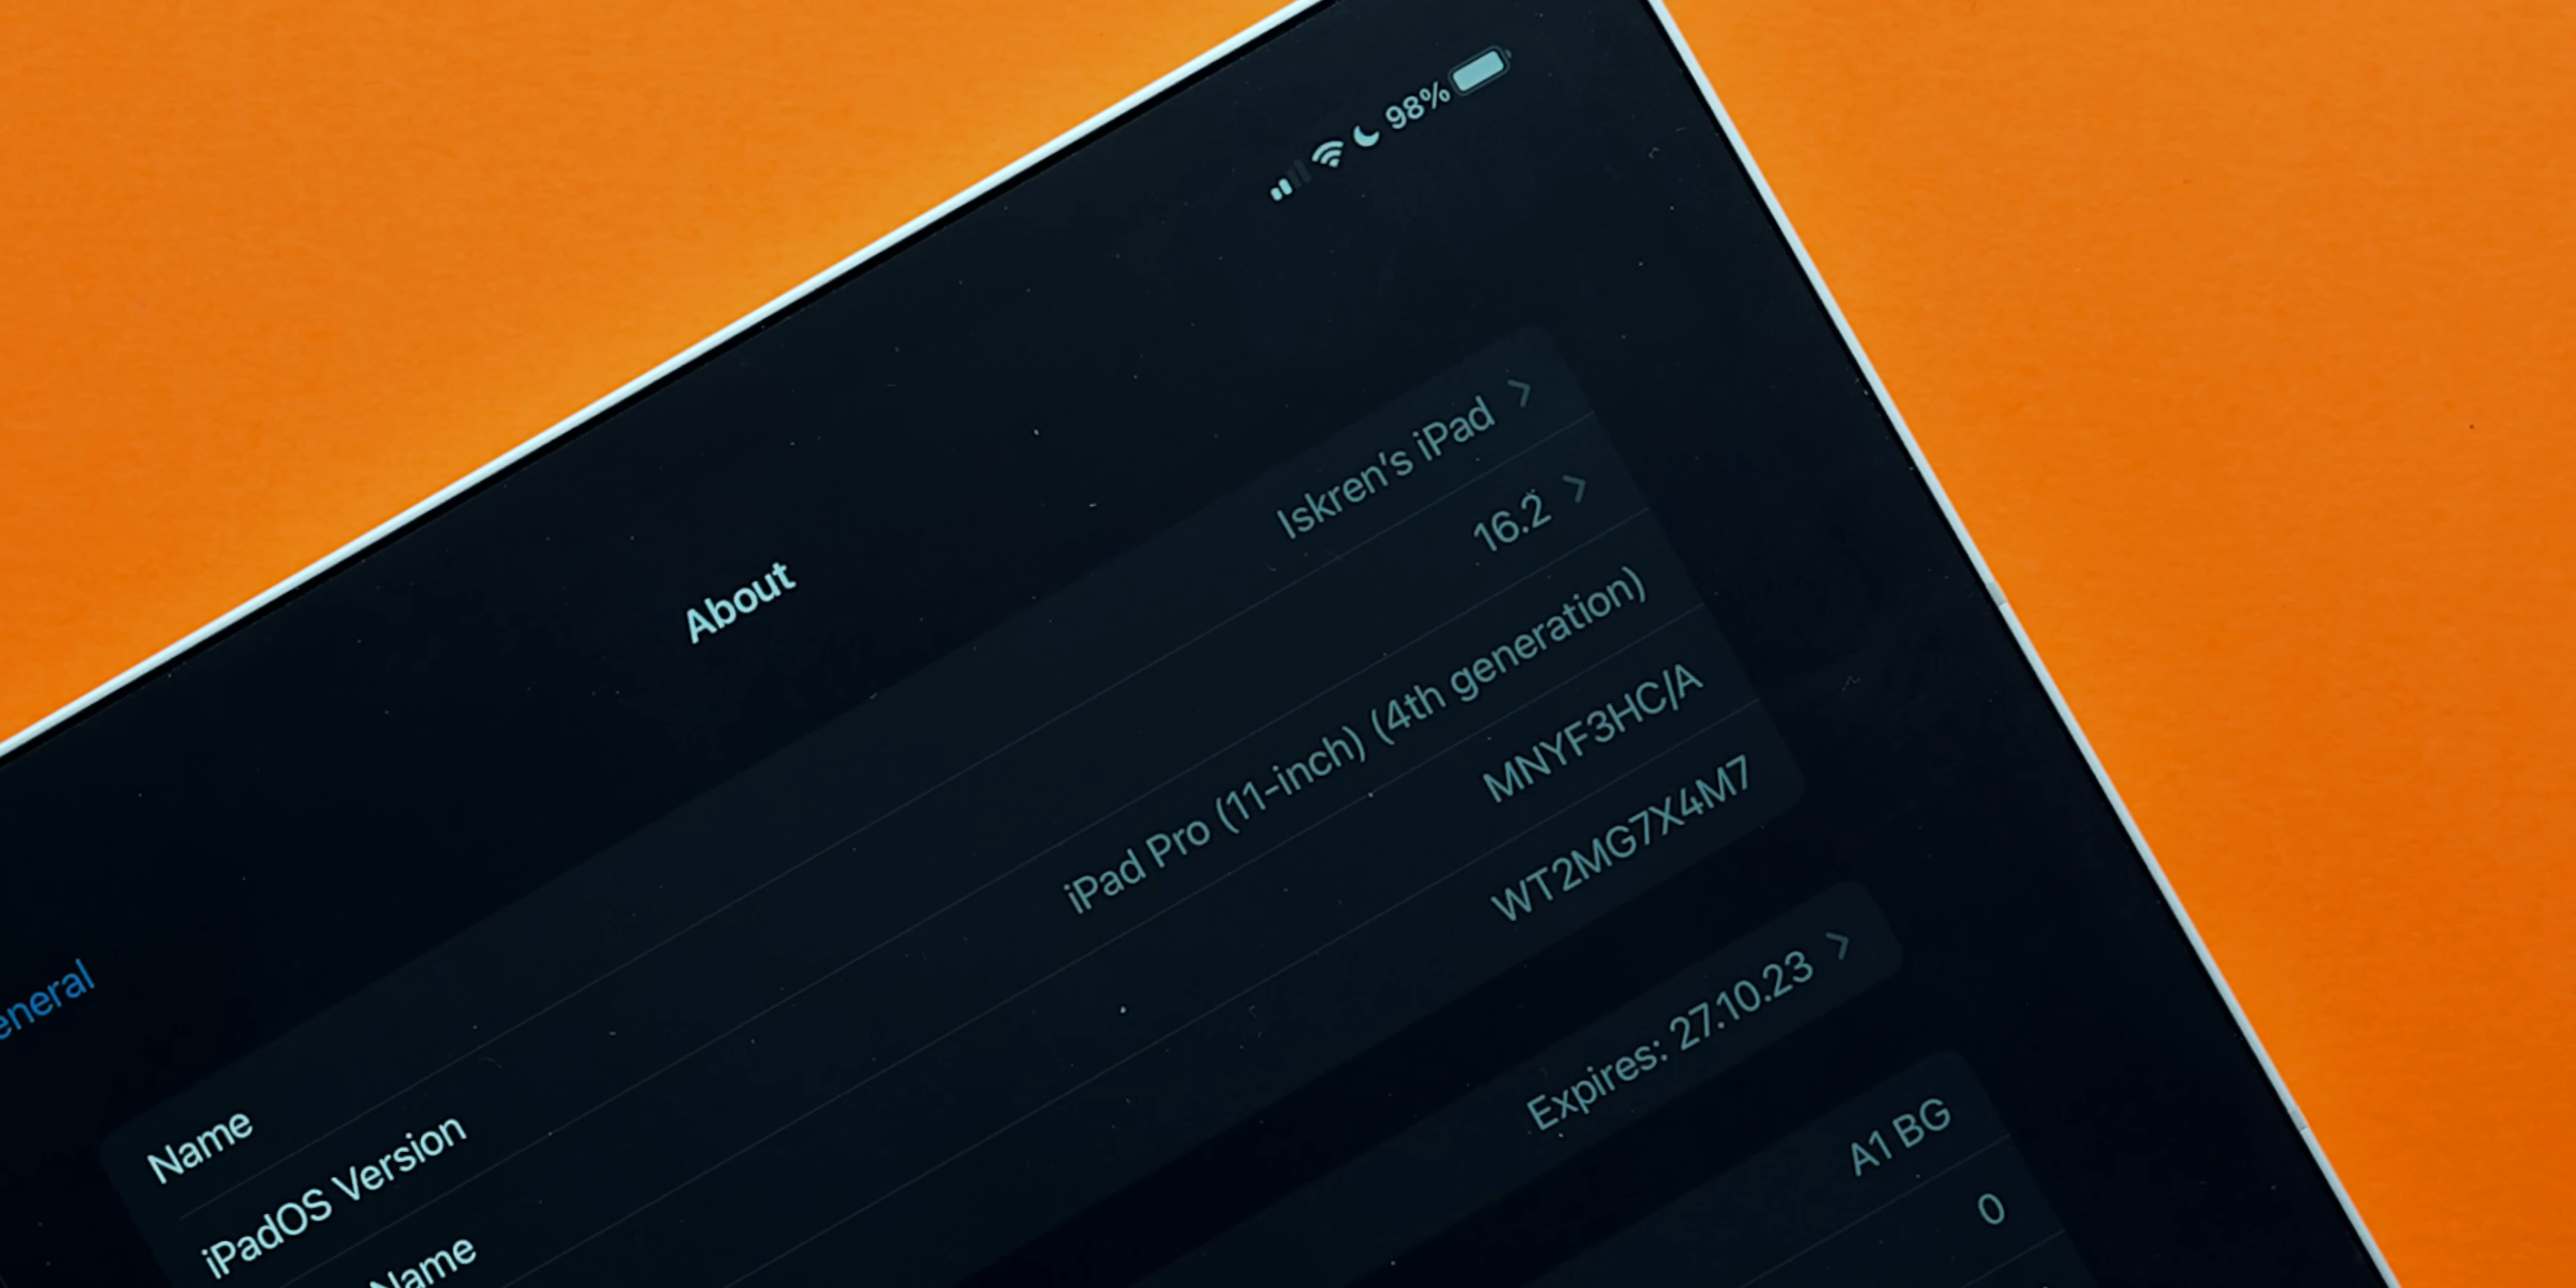 98%
eneral
About
Name
Iskren's iPad
iPadOS Version
16.2
Name
iPad Pro (11-inch) (4th generation)
MNYF3HC/A
WT2MG7X4M7
Expires: 27.10.23
A1 BG
0